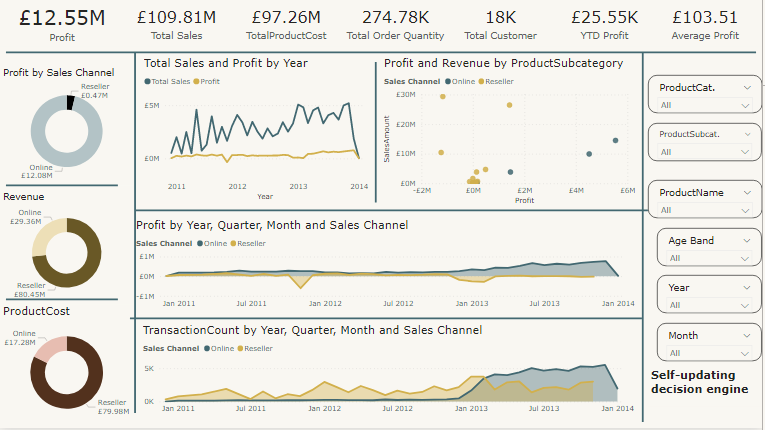 £12.55M
Profit
£109.81M
Total Sales
£97.26M
TotalProductCost
274.78K
Total Order Quantity
18K
Total Customer
£25.55K
YTD Profit
£103.51
Average Profit
Profit by Sales Channel
Reseller
£0.47M
Online
£12.08M
Revenue
Online
£29.36M
Reseller
£80.45M
ProductCost
Online
£17.28M
Reseller
£79.98M
Total Sales and Profit by Year
Total Sales Profit
£5M
£0M
2011 2012 2013 2014
Year
Profit and Revenue by ProductSubcategory
Sales Channel Online Reseller
SalesAmount
£30M
£20M
£10M
£0M
-£2M £0M £2M £4M £6M
Profit
Profit by Year, Quarter, Month and Sales Channel
Sales Channel Online Reseller
£1M
£0M
-£1M
Jan 2011 Jul 2011 Jan 2012 Jul 2012 Jan 2013 Jul 2013 Jan 2014
TransactionCount by Year, Quarter, Month and Sales Channel
Sales Channel Online Reseller
5K
0K
Jan 2011 Jul 2011 Jan 2012 Jul 2012 Jan 2013 Jul 2013 Jan 2014
ProductCat.
All
ProductSubcat.
All
ProductName
All
Age Band
All
Year
All
Month
All
Self-updating
decision engine